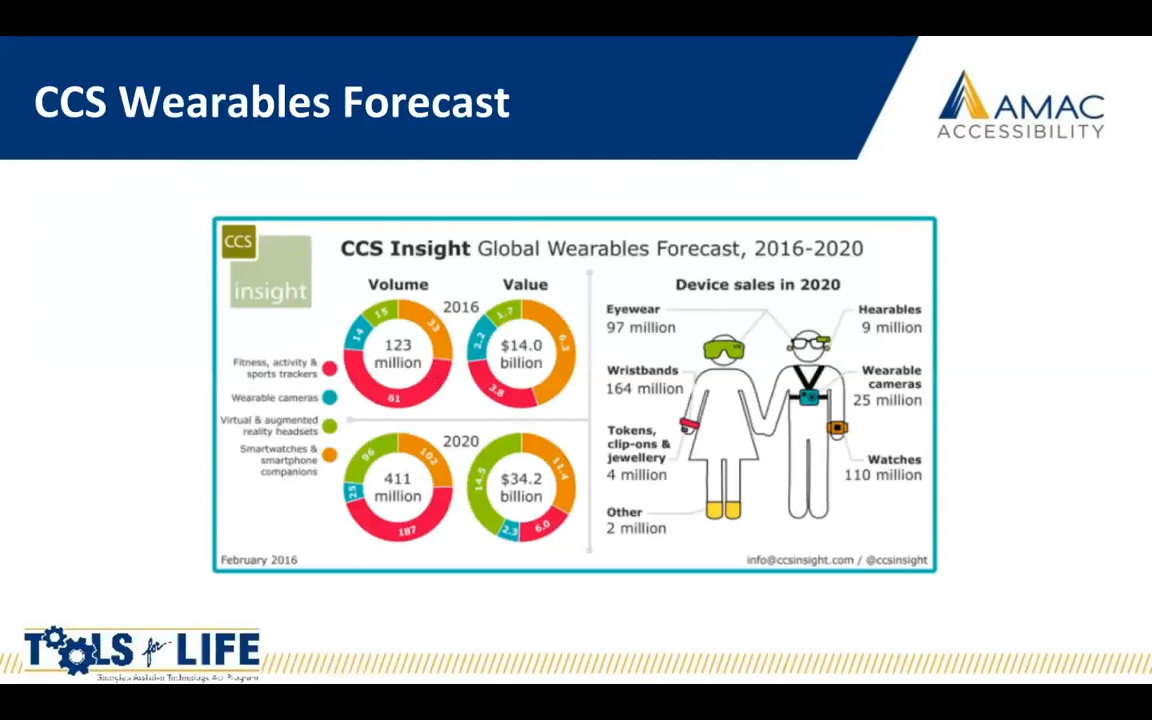 CCS Wearables Forecast
AMAC
ACCESSIBILITY
CCS
insight
CCS Insight Global Wearables Forecast, 2016-2020
Volume
Value
2016
15
33
14
61
123
million
1.7
6.3
2.2
3.8
$14.0
billion
Fitness, activity &
sports trackers
Wearable cameras
Virtual & augmented
reality headsets
Smartwatches &
smartphone
companions
2020
96
102
25
187
411
million
14.5
11.4
2.3
6.0
$34.2
billion
Device sales in 2020
Eyewear
97 million
Wristbands
164 million
Tokens,
clip-ons &
jewellery
4 million
Other
2 million
Hearables
9 million
Wearable
cameras
25 million
Watches
110 million
February 2016
info@ccsinsight.com / @ccsinsight
TOOLS for LIFE
Georgia's Assistive Technology Act Program